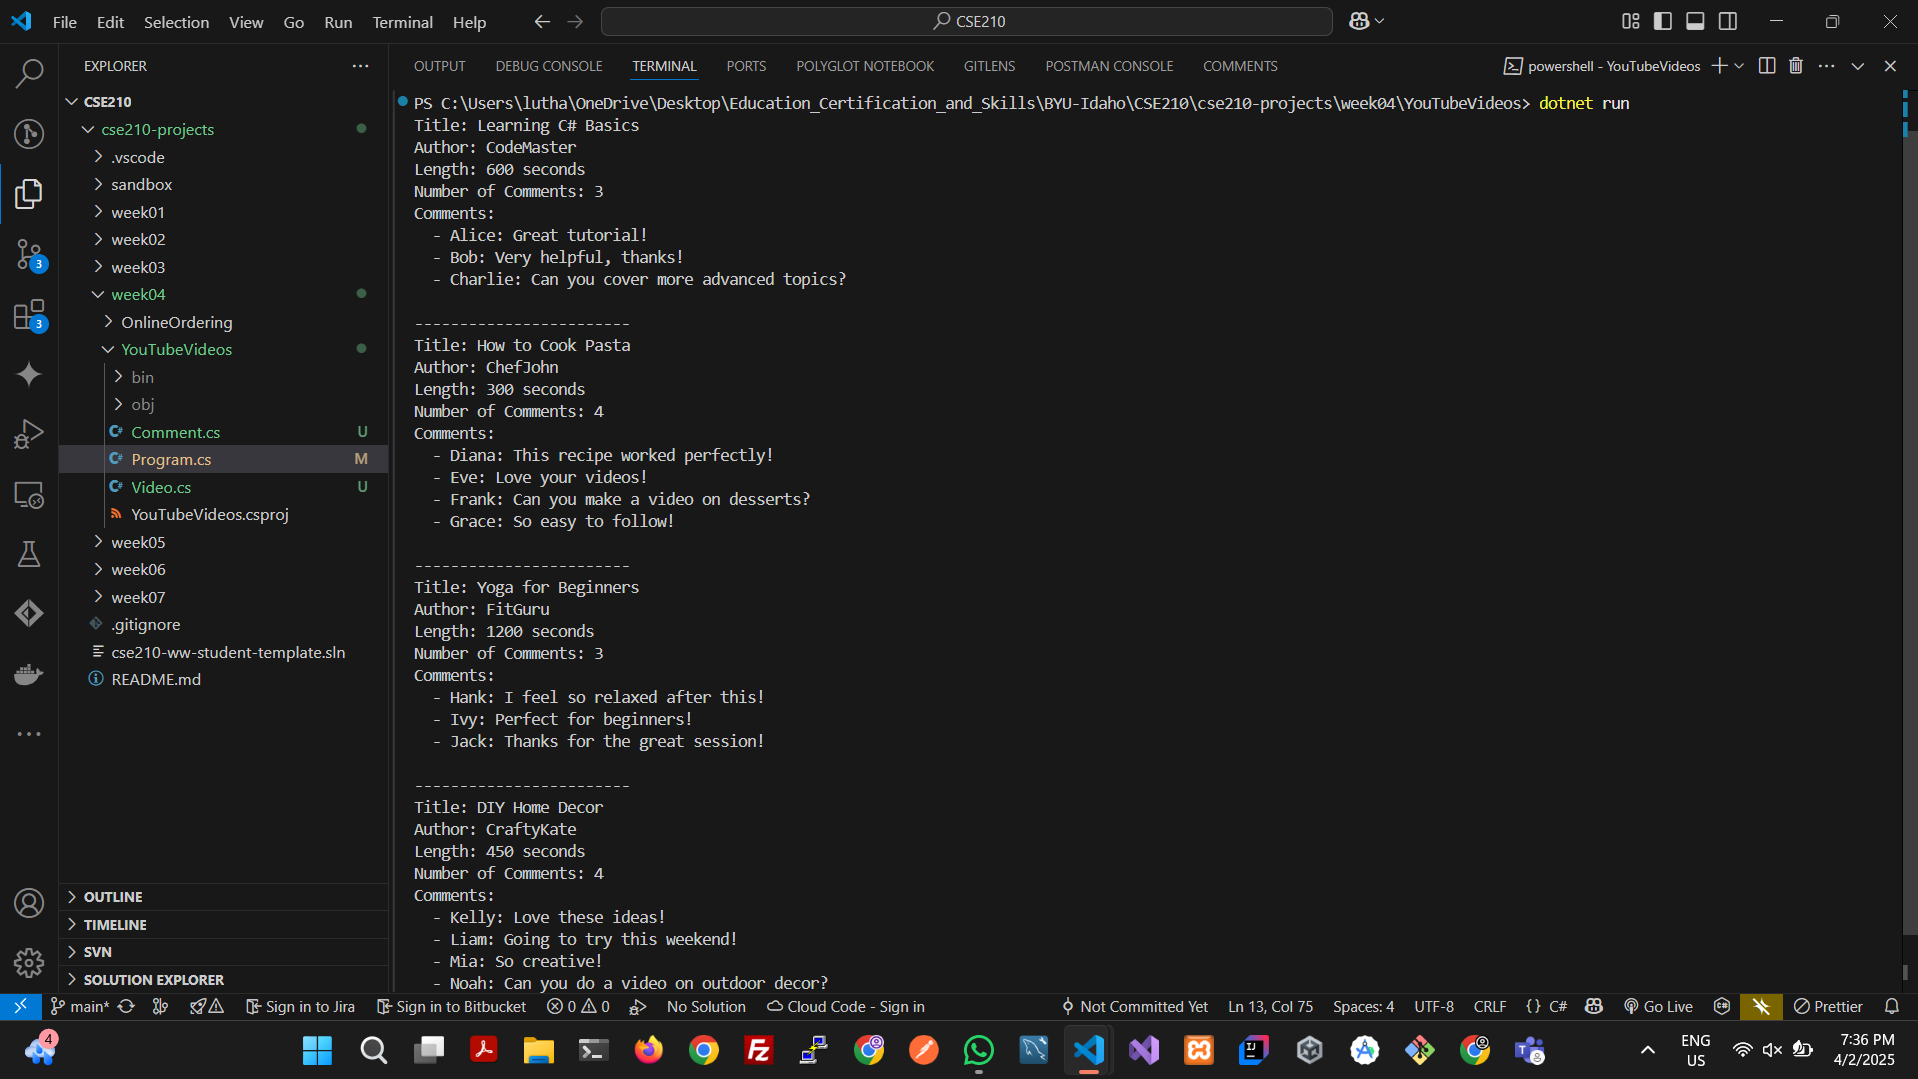 File Edit Selection View Go Run Terminal Help
CSE210
EXPLORER
CSE210
cse210-projects
.vscode
sandbox
week01
week02
week03
week04
OnlineOrdering
YouTubeVideos
bin
obj
C# Comment.cs U
C# Program.cs M
C# Video.cs U
YouTubeVideos.csproj
week05
week06
week07
.gitignore
cse210-ww-student-template.sln
README.md
OUTLINE
TIMELINE
SVN
SOLUTION EXPLORER
3
3
OUTPUT DEBUG CONSOLE TERMINAL PORTS POLYGLOT NOTEBOOK GITLENS POSTMAN CONSOLE COMMENTS
powershell - YouTubeVideos
PS C:\Users\lutha\OneDrive\Desktop\Education_Certification_and_Skills\BYU-Idaho\CSE210\cse210-projects\week04\YouTubeVideos> dotnet run
Title: Learning C# Basics
Author: CodeMaster
Length: 600 seconds
Number of Comments: 3
Comments:
- Alice: Great tutorial!
- Bob: Very helpful, thanks!
- Charlie: Can you cover more advanced topics?
------------------------
Title: How to Cook Pasta
Author: ChefJohn
Length: 300 seconds
Number of Comments: 4
Comments:
- Diana: This recipe worked perfectly!
- Eve: Love your videos!
- Frank: Can you make a video on desserts?
- Grace: So easy to follow!
------------------------
Title: Yoga for Beginners
Author: FitGuru
Length: 1200 seconds
Number of Comments: 3
Comments:
- Hank: I feel so relaxed after this!
- Ivy: Perfect for beginners!
- Jack: Thanks for the great session!
------------------------
Title: DIY Home Decor
Author: CraftyKate
Length: 450 seconds
Number of Comments: 4
Comments:
- Kelly: Love these ideas!
- Liam: Going to try this weekend!
- Mia: So creative!
- Noah: Can you do a video on outdoor decor?
main* Sign in to Jira Sign in to Bitbucket 0 0 No Solution Cloud Code - Sign in Not Committed Yet Ln 13, Col 75 Spaces: 4 UTF-8 CRLF {} C# Go Live Prettier
4
ENG
US
7:36 PM
4/2/2025